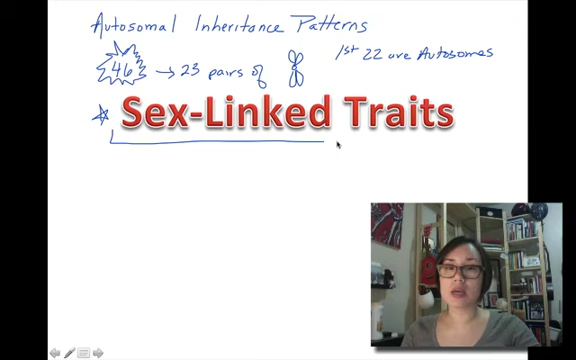 Autosomal Inheritance Patterns
46 → 23 pairs of
1st 22 are Autosomes
Sex-Linked Traits